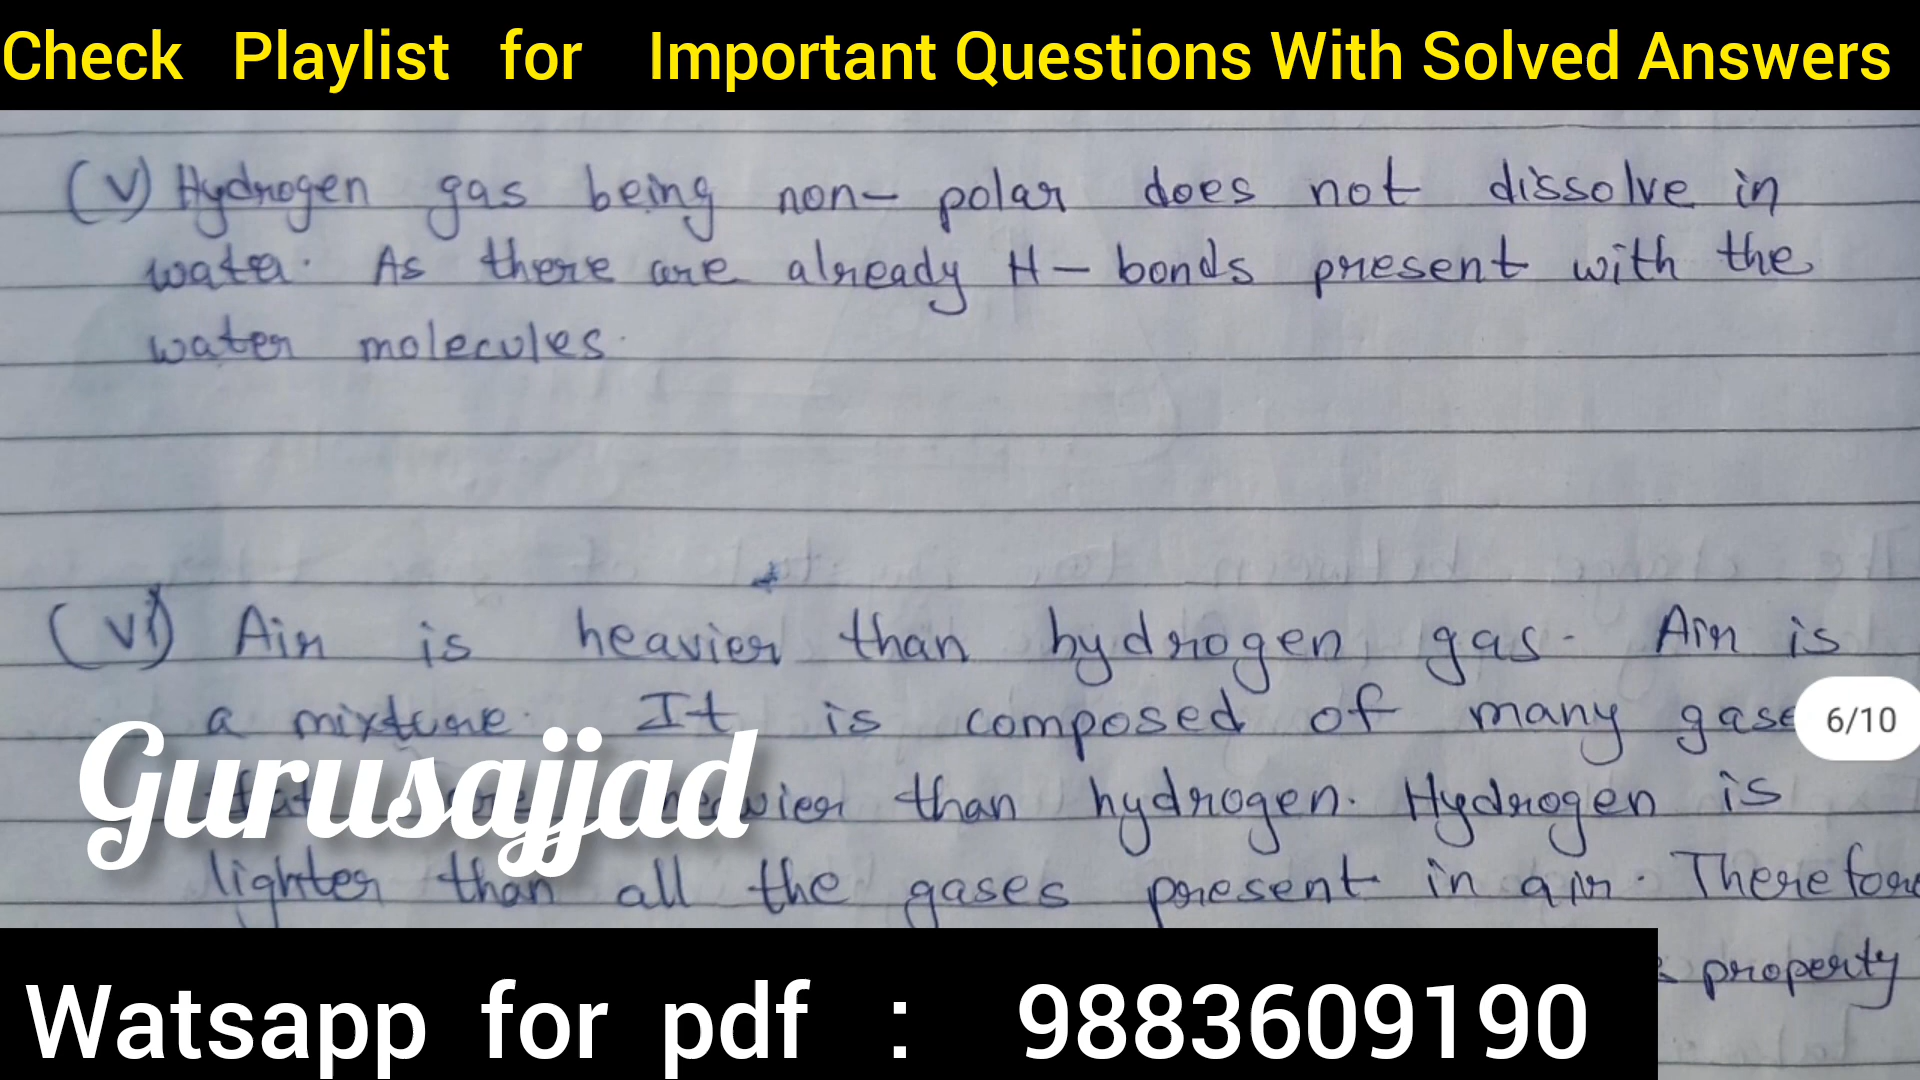 Check Playlist for Important Questions With Solved Answers
(v) Hydrogen gas being non-polar does not dissolve in
water. As there are already H-bonds present with the
water molecules.
(vi) Air is heavier than hydrogen gas. Air is
a mixture. It is composed of many gase
6/10
Gurusajjad
heavier than hydrogen. Hydrogen is
lighter than all the gases present in air. Therefore
property
Watsapp for pdf : 9883609190